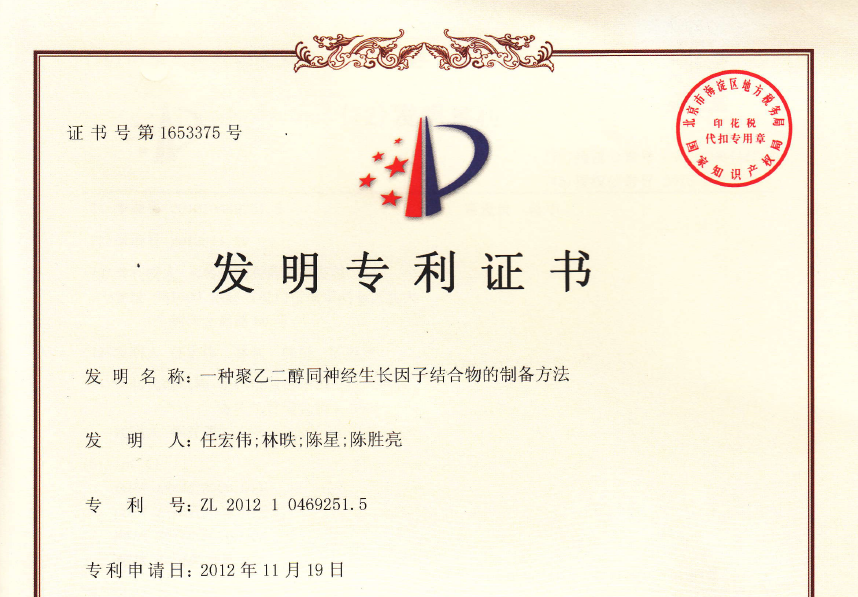 证书号第1653375号
北京市海淀区地方税务局
印花税
代扣专用章
国家知识产权局
发明专利证书
发明名称：一种聚乙二醇同神经生长因子结合物的制备方法
发明人：任宏伟;林昳;陈星;陈胜亮
专利号：ZL 2012 1 0469251.5
专利申请日：2012年11月19日